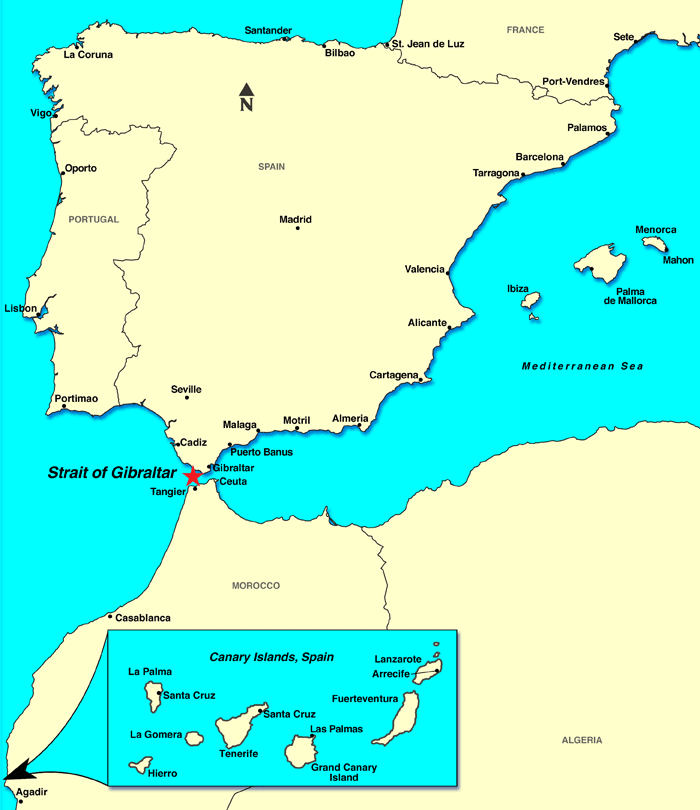 FRANCE
Santander
Sete
St. Jean de Luz
Bilbao
La Coruna
Port-Vendres
N
Vigo
Palamos
Barcelona
SPAIN
Oporto
Tarragona
PORTUGAL
Madrid
Menorca
Mahon
Valencia
Ibiza
Palma
de Mallorca
Lisbon
Alicante
Mediterranean Sea
Cartagena
Seville
Portimao
Malaga
Motril
Almeria
Cadiz
Puerto Banus
Gibraltar
Strait of Gibraltar
Ceuta
Tangier
MOROCCO
Casablanca
Canary Islands, Spain
Lanzarote
Arrecife
La Palma
Santa Cruz
Fuerteventura
Santa Cruz
Las Palmas
La Gomera
Tenerife
Hierro
Grand Canary
Island
ALGERIA
Agadir